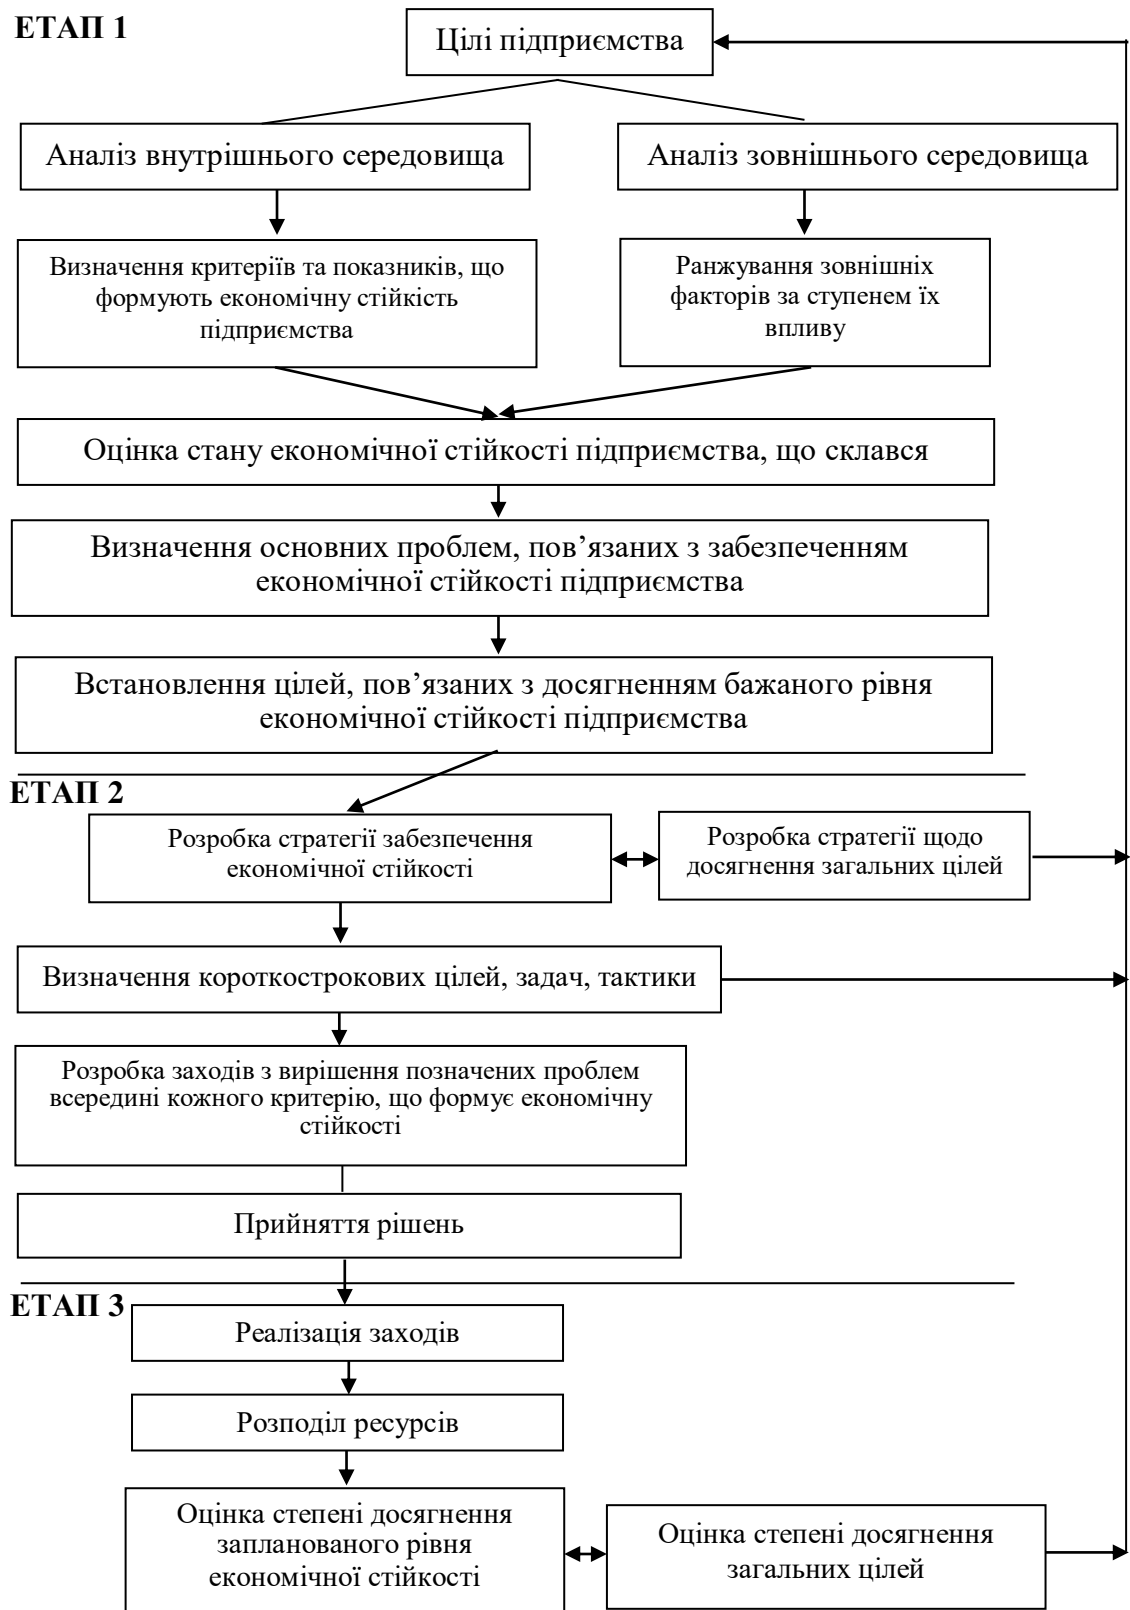 ЕТАП 1
Цілі підприємства
Аналіз внутрішнього середовища
Аналіз зовнішнього середовища
Визначення критеріїв та показників, що
формують економічну стійкість
підприємства
Ранжування зовнішніх
факторів за ступенем їх
впливу
Оцінка стану економічної стійкості підприємства, що склався
Визначення основних проблем, пов’язаних з забезпеченням
економічної стійкості підприємства
Встановлення цілей, пов’язаних з досягненням бажаного рівня
економічної стійкості підприємства
ЕТАП 2
Розробка стратегії забезпечення
економічної стійкості
Розробка стратегії щодо
досягнення загальних цілей
Визначення короткострокових цілей, задач, тактики
Розробка заходів з вирішення позначених проблем
всередині кожного критерію, що формує економічну
стійкості
Прийняття рішень
ЕТАП 3
Реалізація заходів
Розподіл ресурсів
Оцінка степені досягнення
запланованого рівня
економічної стійкості
Оцінка степені досягнення
загальних цілей